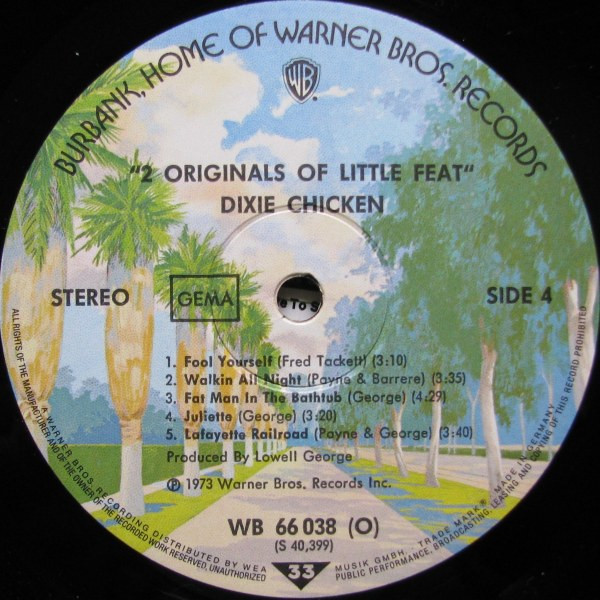 BURBANK, HOME OF WARNER BROS. RECORDS
WB
"2 ORIGINALS OF LITTLE FEAT"
DIXIE CHICKEN
STEREO
GEMA
e To S
SIDE 4
1. Fool Yourself (Fred Tackett) (3:10)
2. Walkin All Night (Payne & Barrere) (3:35)
3. Fat Man In The Bathtub (George) (4:29)
4. Juliette (George) (3:20)
5. Lafayette Railroad (Payne & George) (3:40)
Produced By Lowell George
℗ 1973 Warner Bros. Records Inc.
WB 66 038 (O)
(S 40,399)
33
ALL RIGHTS OF THE MANUFACTURER AND OF THE OWNER OF THE RECORDED WORK RESERVED, UNAUTHORIZED
PUBLIC PERFORMANCE, BROADCASTING, LEASING AND COPYING OF THIS RECORD PROHIBITED
A WARNER BROS. RECORDING DISTRIBUTED BY WEA
MUSIK GMBH. TRADE MARK® MADE IN GERMANY